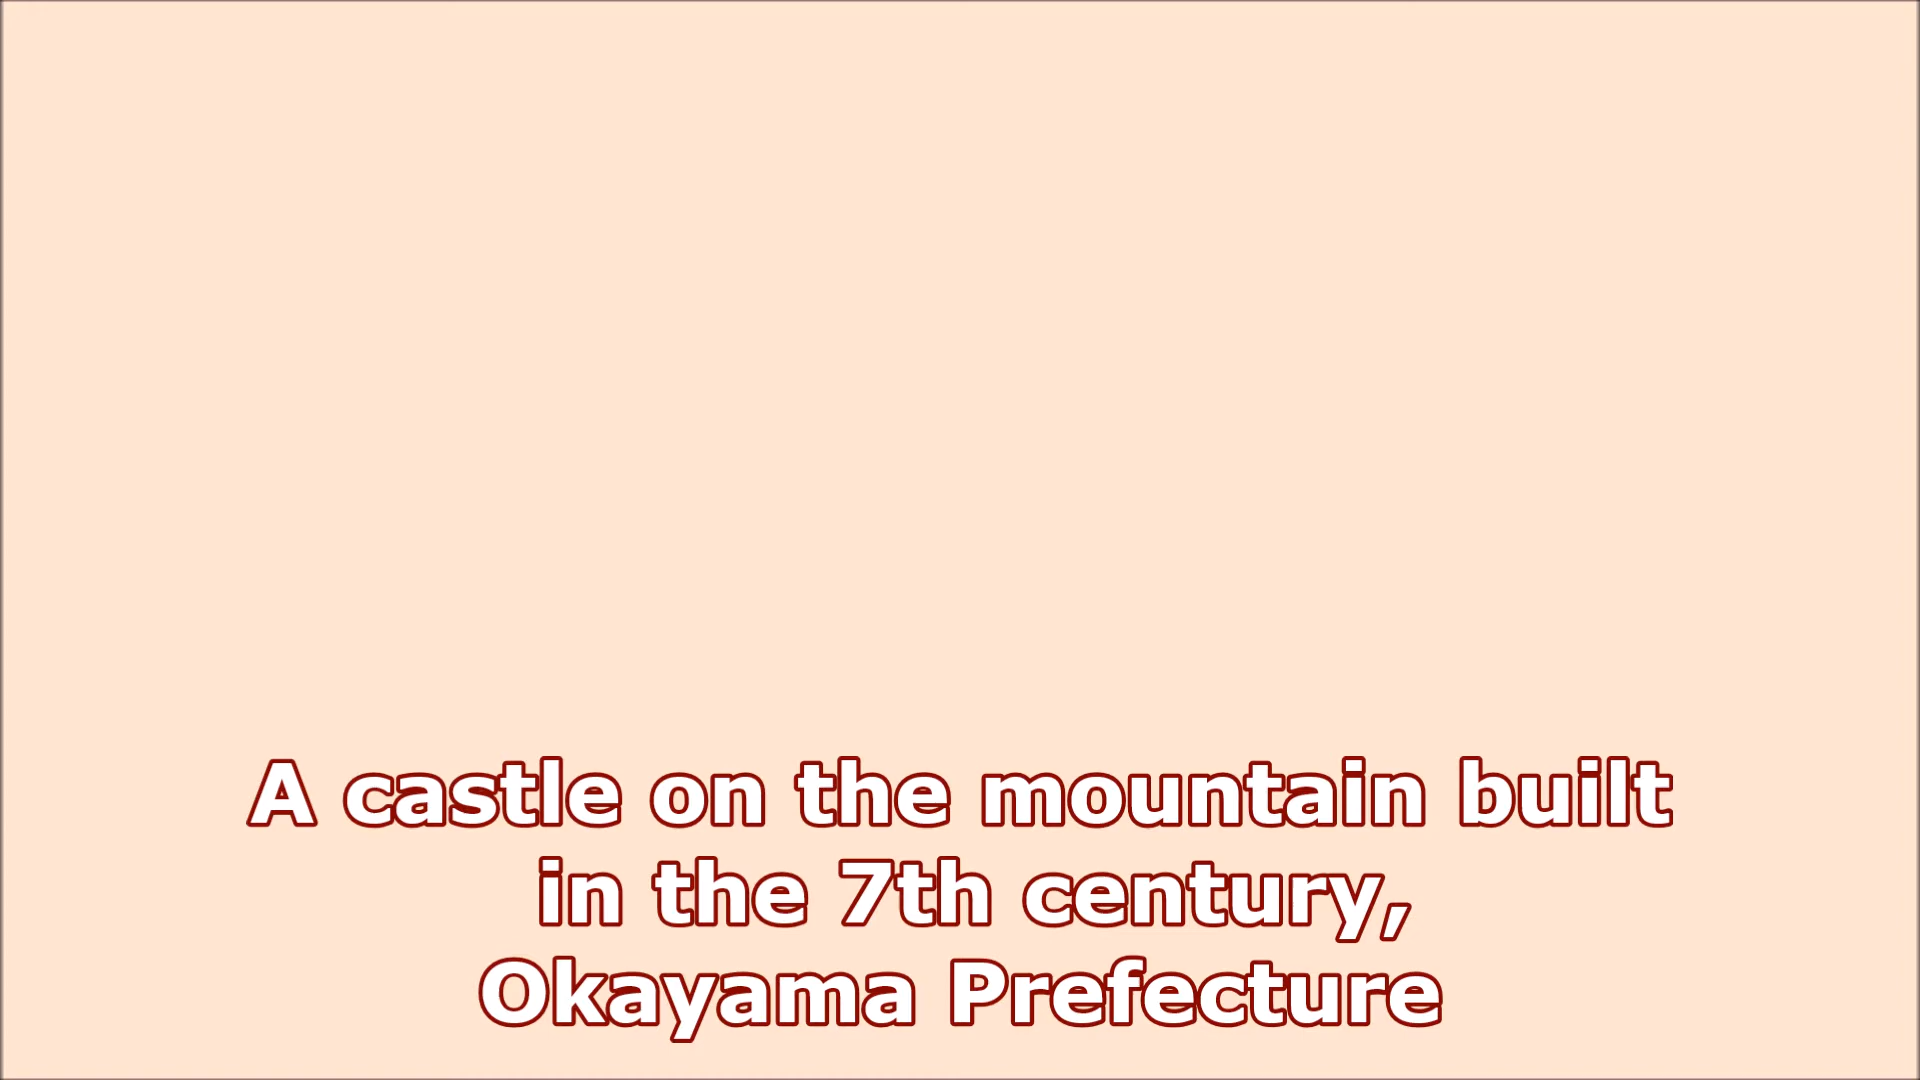 A castle on the mountain built
in the 7th century,
Okayama Prefecture